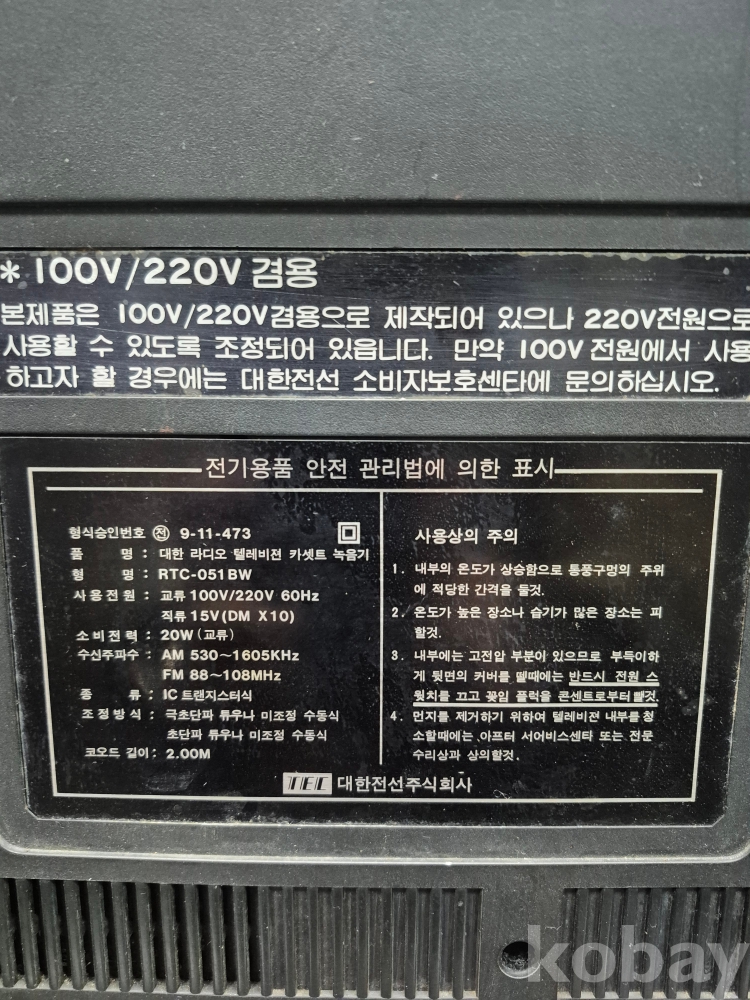 * 100V/220V 겸용
본제품은 100V/220V겸용으로 제작되어 있으나 220V전원으로
사용할 수 있도록 조정되어 있읍니다. 만약 100V 전원에서 사용
하고자 할 경우에는 대한전선 소비자보호센타에 문의하십시오.
전기용품 안전 관리법에 의한 표시
형식승인번호 ㊉ 9-11-473
품 명 : 대한 라디오 텔레비젼 카셋트 녹음기
형 명 : RTC-051BW
사용전원 : 교류 100V/220V 60Hz
직류 15V(DM X10)
소비전력 : 20W(교류)
수신주파수 : AM 530~1605KHz
FM 88~108MHz
종 류 : IC 트랜지스터식
조정방식 : 극초단파 튜우나 미조정 수동식
초단파 튜우나 미조정 수동식
코오드 길이 : 2.00M
사용상의 주의
1. 내부의 온도가 상승함으로 통풍구멍의 주위
에 적당한 간격을 둘것.
2. 온도가 높은 장소나 습기가 많은 장소는 피
할것.
3. 내부에는 고전압 부분이 있으므로 부득이하
게 뒷면의 커버를 뗄때에는 반드시 전원 스
윗치를 끄고 꽂임 플럭을 콘센트로부터 뺄것.
4. 먼지를 제거하기 위하여 텔레비젼 내부를 청
소할때에는 아프터 서어비스센타 또는 전문
수리상과 상의할것.
TEC 대한전선주식회사
kobay